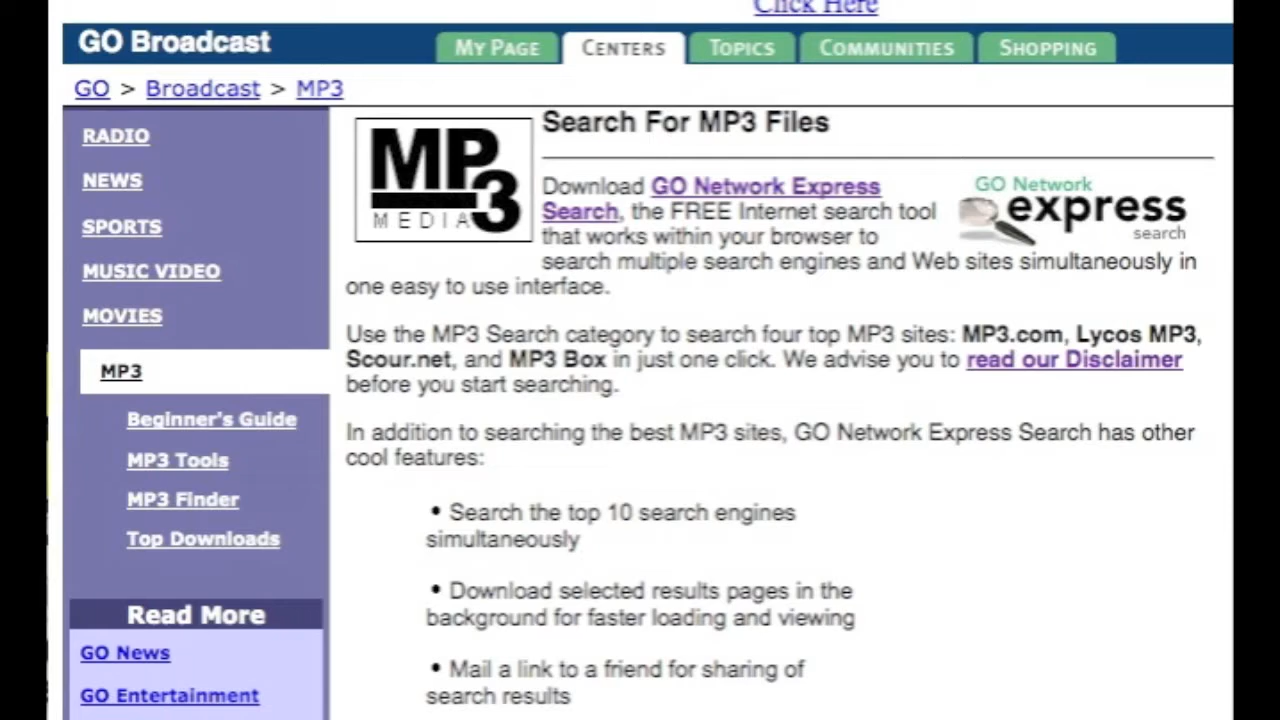 Click Here
GO Broadcast
MY PAGE
CENTERS
TOPICS
COMMUNITIES
SHOPPING
GO > Broadcast > MP3
RADIO
NEWS
SPORTS
MUSIC VIDEO
MOVIES
MP3
Beginner's Guide
MP3 Tools
MP3 Finder
Top Downloads
Read More
GO News
GO Entertainment
MP3
MEDIA
Search For MP3 Files
Download GO Network Express
Search, the FREE Internet search tool
that works within your browser to
search multiple search engines and Web sites simultaneously in
one easy to use interface.
GO Network
express
search
Use the MP3 Search category to search four top MP3 sites: MP3.com, Lycos MP3,
Scour.net, and MP3 Box in just one click. We advise you to read our Disclaimer
before you start searching.
In addition to searching the best MP3 sites, GO Network Express Search has other
cool features:
• Search the top 10 search engines
simultaneously
• Download selected results pages in the
background for faster loading and viewing
• Mail a link to a friend for sharing of
search results